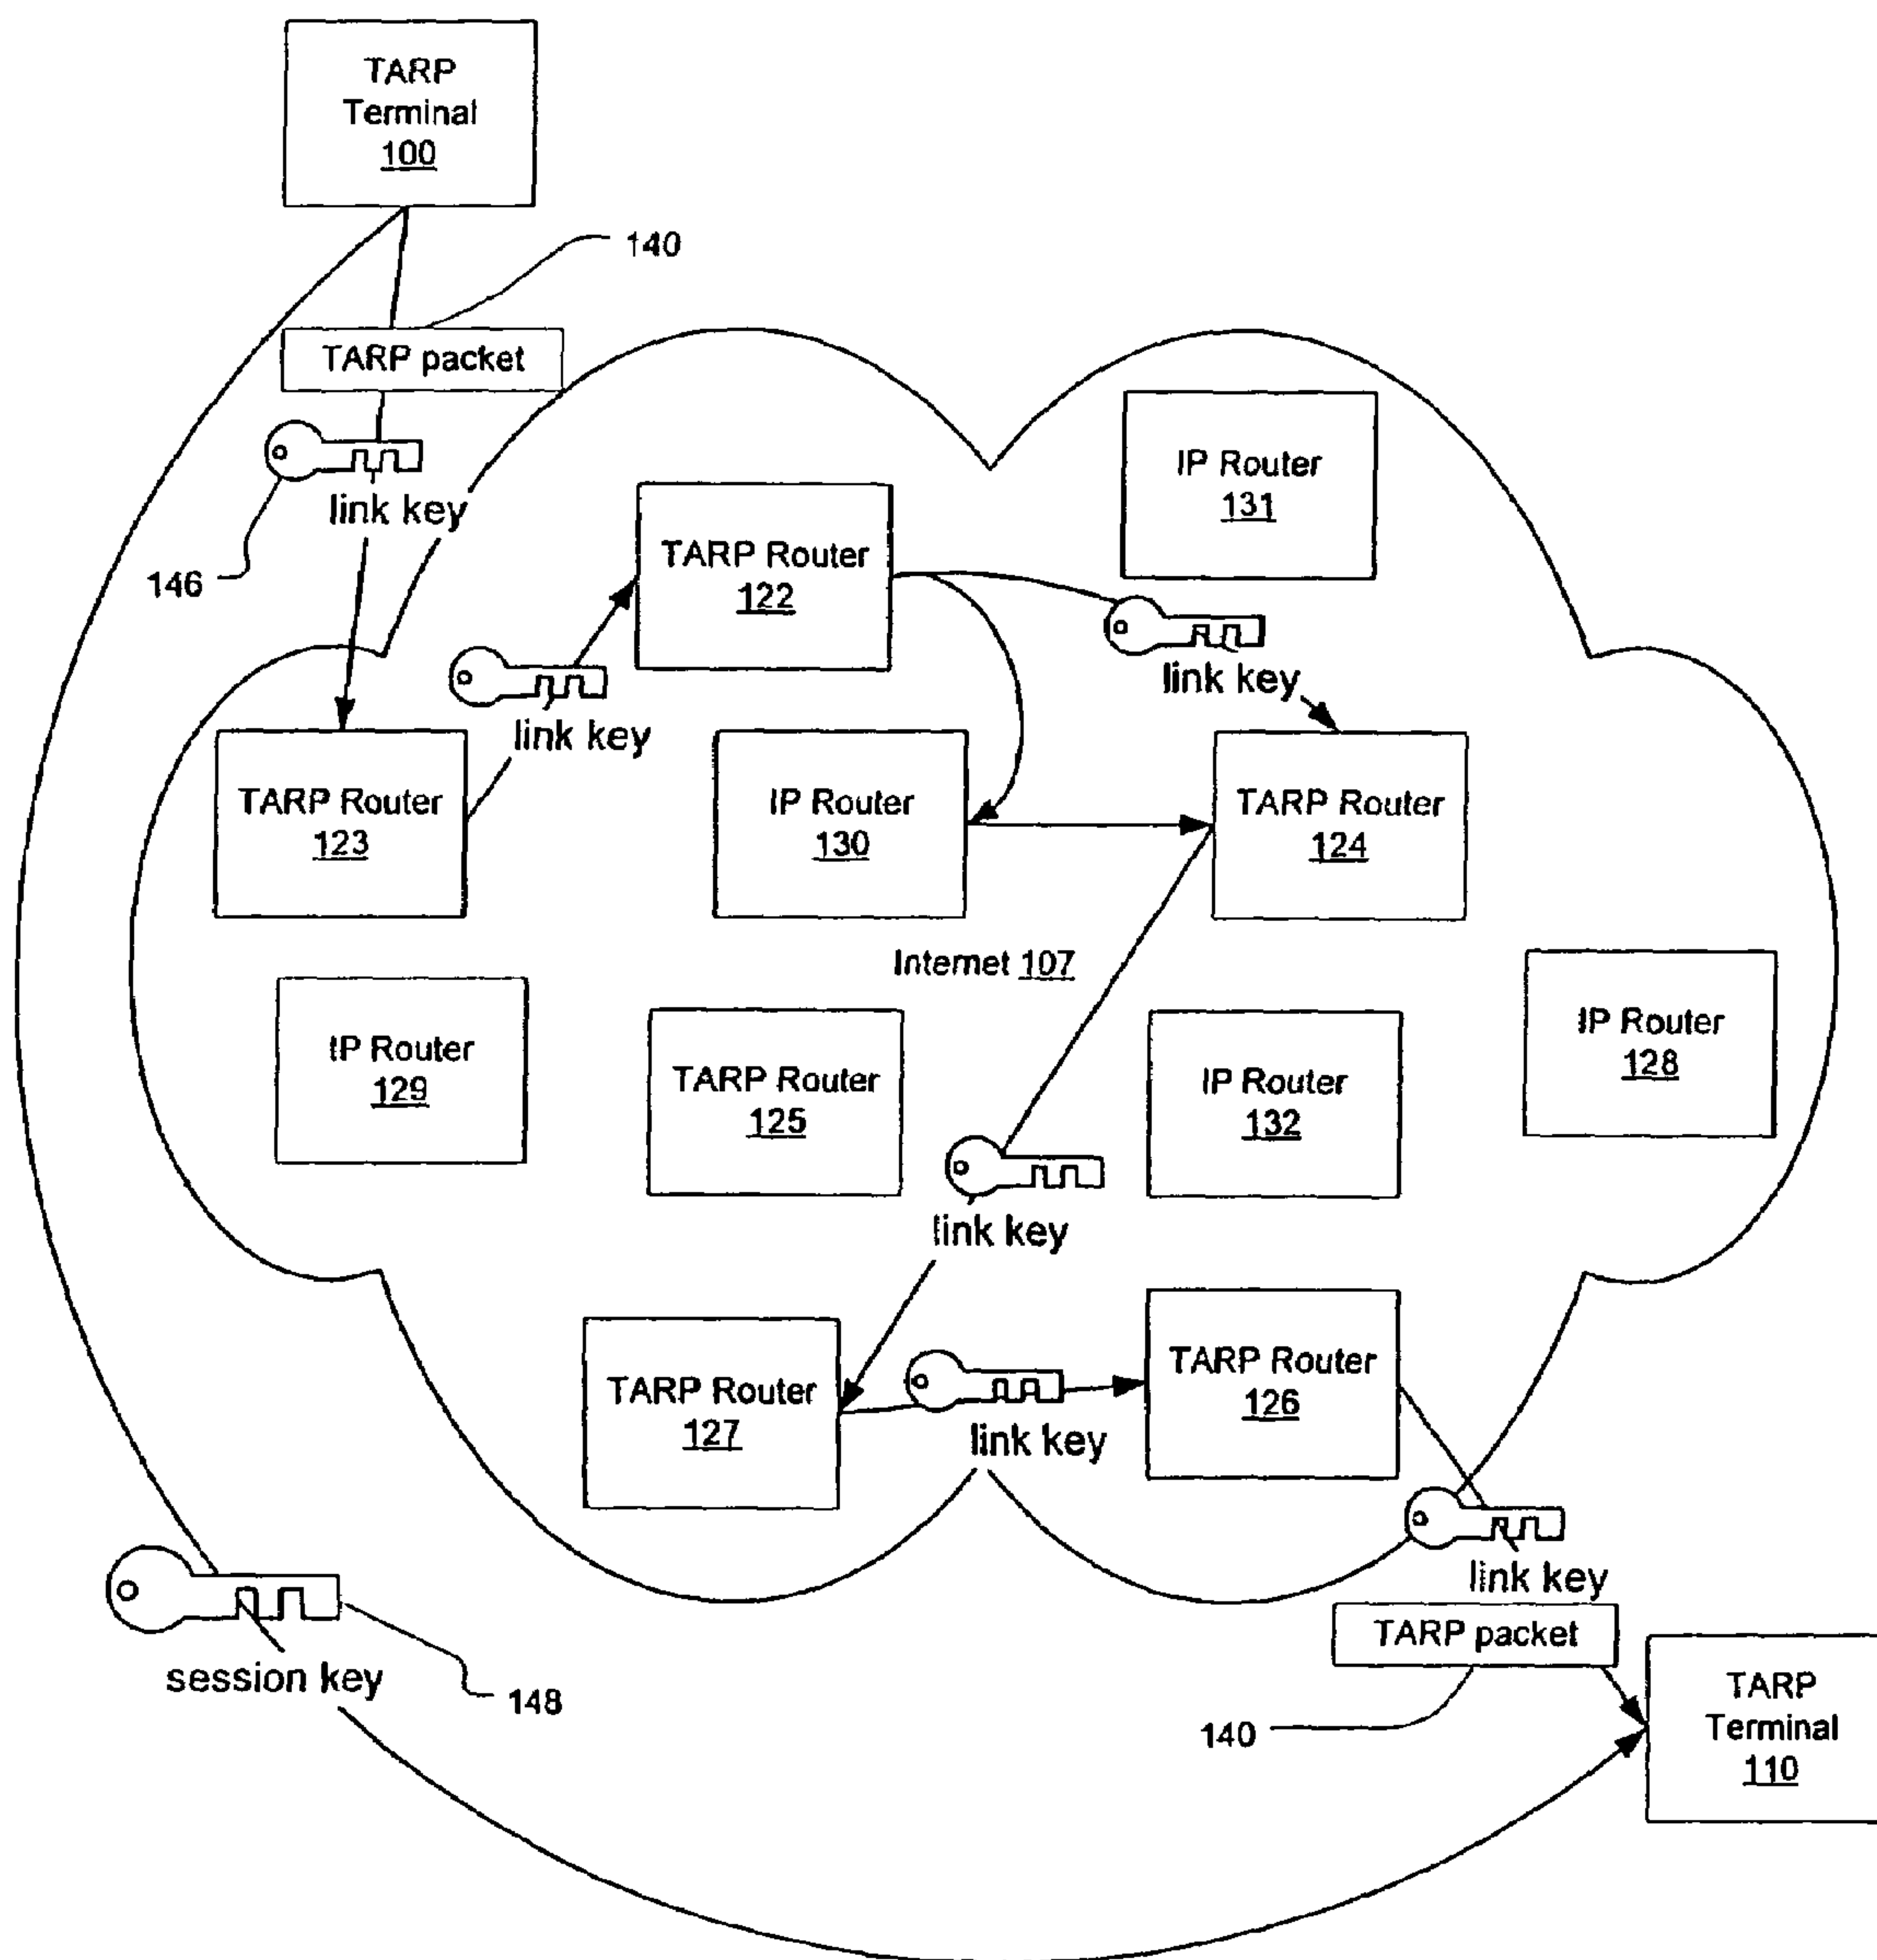 TARP
Terminal
100
140
TARP packet
link key
146
IP Router
131
TARP Router
122
link key
link key
TARP Router
123
IP Router
130
TARP Router
124
Internet 107
IP Router
129
TARP Router
125
IP Router
132
IP Router
128
link key
TARP Router
127
link key
TARP Router
126
link key
session key
148
TARP packet
140
TARP
Terminal
110